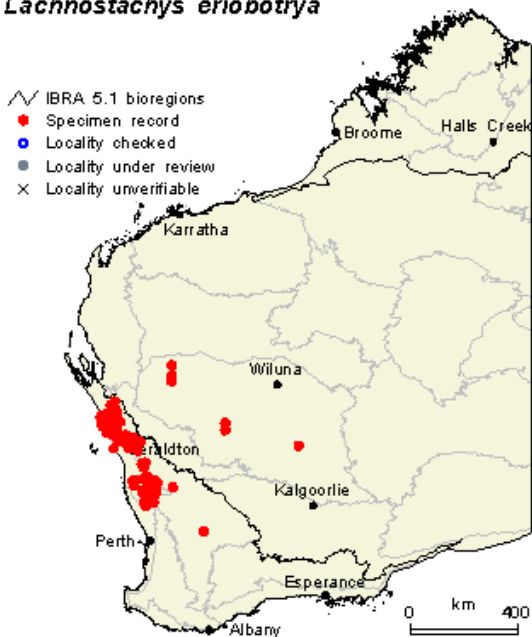 Lachnostachys eriobotrya
IBRA 5.1 bioregions
Specimen record
Locality checked
Locality under review
Locality unverifiable
Broome
Halls Creek
Karratha
Wiluna
eraldton
Kalgoorlie
Perth
Esperance
Albany
0 km 400